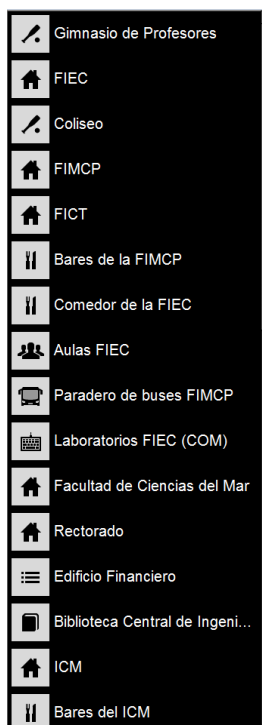 Gimnasio de Profesores
FIEC
Coliseo
FIMCP
FICT
Bares de la FIMCP
Comedor de la FIEC
Aulas FIEC
Paradero de buses FIMCP
Laboratorios FIEC (COM)
Facultad de Ciencias del Mar
Rectorado
Edificio Financiero
Biblioteca Central de Ingeni...
ICM
Bares del ICM